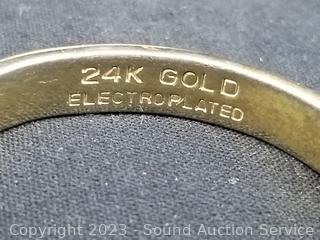 24K GOLD
ELECTROPLATED
Copyright 2023 - Sound Auction Service